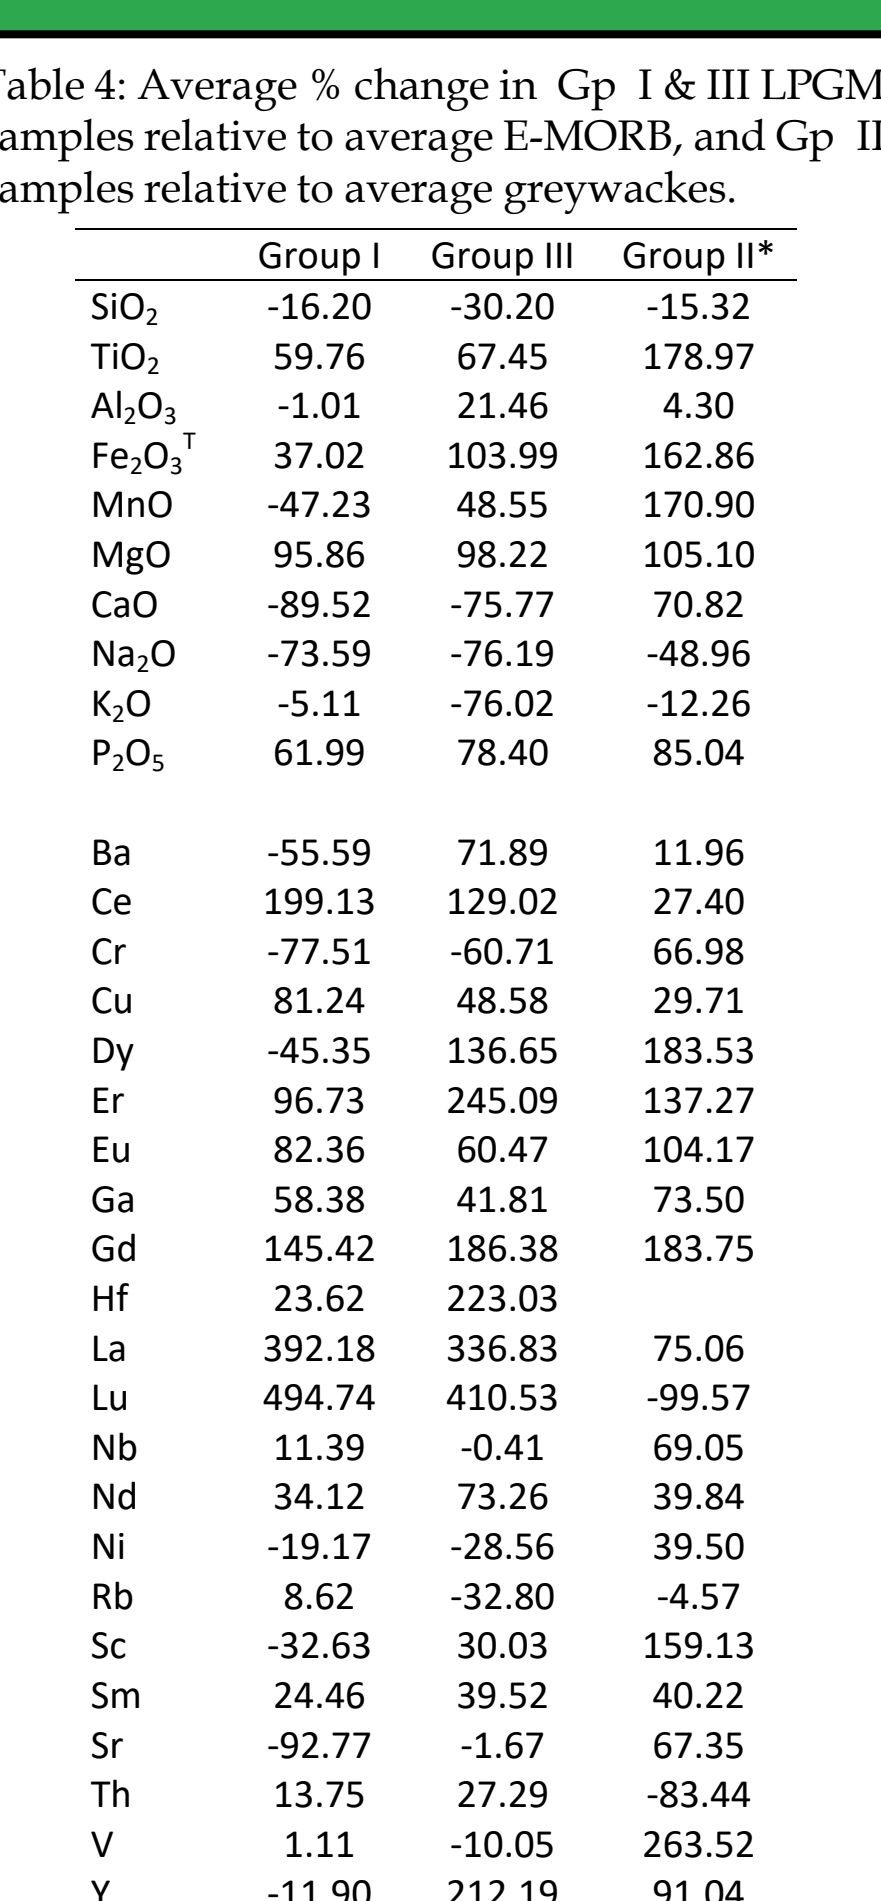 able 4: Average % change in Gp I & III LPGM
amples relative to average E-MORB, and Gp II
amples relative to average greywackes.
Group I Group III Group II*
SiO₂ -16.20 -30.20 -15.32
TiO₂ 59.76 67.45 178.97
Al₂O₃ -1.01 21.46 4.30
Fe₂O₃ᵀ 37.02 103.99 162.86
MnO -47.23 48.55 170.90
MgO 95.86 98.22 105.10
CaO -89.52 -75.77 70.82
Na₂O -73.59 -76.19 -48.96
K₂O -5.11 -76.02 -12.26
P₂O₅ 61.99 78.40 85.04
Ba -55.59 71.89 11.96
Ce 199.13 129.02 27.40
Cr -77.51 -60.71 66.98
Cu 81.24 48.58 29.71
Dy -45.35 136.65 183.53
Er 96.73 245.09 137.27
Eu 82.36 60.47 104.17
Ga 58.38 41.81 73.50
Gd 145.42 186.38 183.75
Hf 23.62 223.03
La 392.18 336.83 75.06
Lu 494.74 410.53 -99.57
Nb 11.39 -0.41 69.05
Nd 34.12 73.26 39.84
Ni -19.17 -28.56 39.50
Rb 8.62 -32.80 -4.57
Sc -32.63 30.03 159.13
Sm 24.46 39.52 40.22
Sr -92.77 -1.67 67.35
Th 13.75 27.29 -83.44
V 1.11 -10.05 263.52
Y -11.90 212.19 91.04